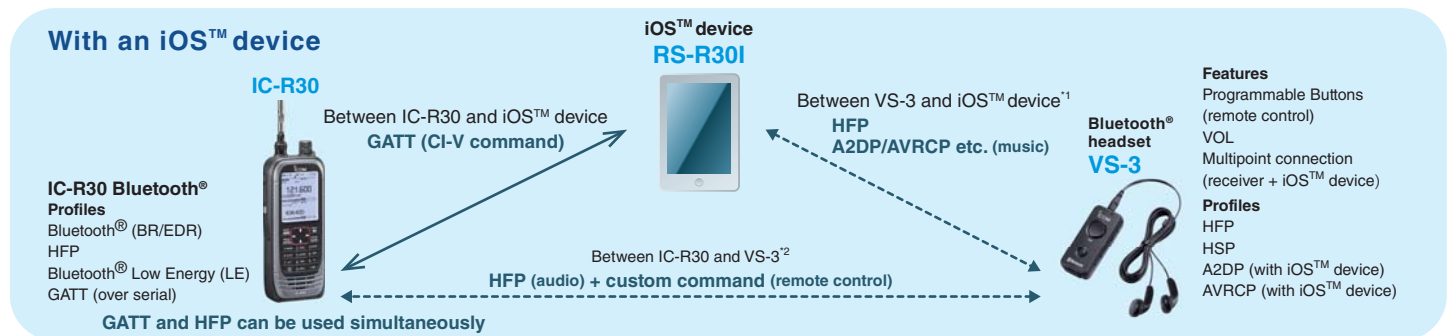 With an iOS™ device
iOS™ device
RS-R30I
IC-R30
Between IC-R30 and iOS™ device
GATT (CI-V command)
Between VS-3 and iOS™ device*1
HFP
A2DP/AVRCP etc. (music)
Bluetooth®
headset
VS-3
Features
Programmable Buttons
(remote control)
VOL
Multipoint connection
(receiver + iOS™ device)
Profiles
HFP
HSP
A2DP (with iOS™ device)
AVRCP (with iOS™ device)
IC-R30 Bluetooth®
Profiles
Bluetooth® (BR/EDR)
HFP
Bluetooth® Low Energy (LE)
GATT (over serial)
121.600
Between IC-R30 and VS-3*2
HFP (audio) + custom command (remote control)
GATT and HFP can be used simultaneously